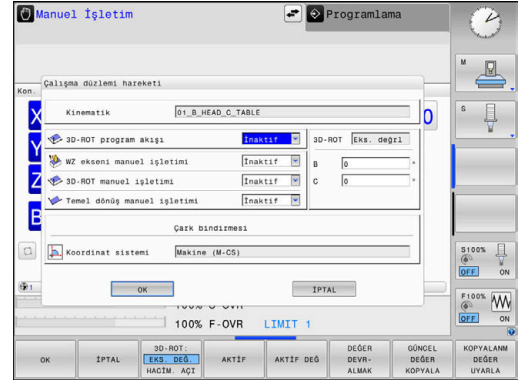 Manuel İşletim
Programlama
Çalışma düzlemi hareketi
Kon.
Kinematik 01_B_HEAD_C_TABLE
X 0
3D-ROT program akışı İnaktif
3D-ROT Eks. değrl
Y
WZ ekseni manuel işletimi İnaktif
B 0 °
Z
3D-ROT manuel işletimi İnaktif
C 0 °
Temel dönüş manuel işletimi İnaktif
B
Çark bindirmesi
Koordinat sistemi Makine (M-CS)
OK İPTAL
1
100% F-OVR LIMIT 1
M
S
S100%
OFF ON
F100%
OFF ON
OK
İPTAL
3D-ROT:
EKS. DEĞ.
HACİM. AÇI
AKTİF
AKTİF DEĞ
DEĞER
DEVR-
ALMAK
GÜNCEL
DEĞER
KOPYALA
KOPYALANM
DEĞER
UYARLA